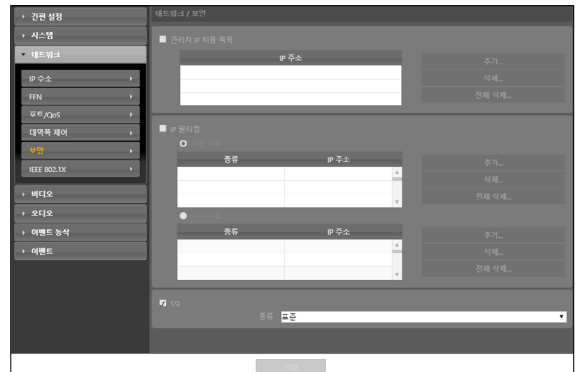 간편 설정
시스템
네트워크
IP 주소
FEN
포트/QoS
대역폭 제어
보안
IEEE 802.1X
비디오
오디오
이벤트 동작
이벤트
네트워크 / 보안
관리자 IP 허용 목록
IP 주소
추가...
삭제...
전체 삭제...
IP 필터링
종류 IP 주소
추가...
삭제...
전체 삭제...
종류 IP 주소
추가...
삭제...
전체 삭제...
SSL
종류 표준
저장